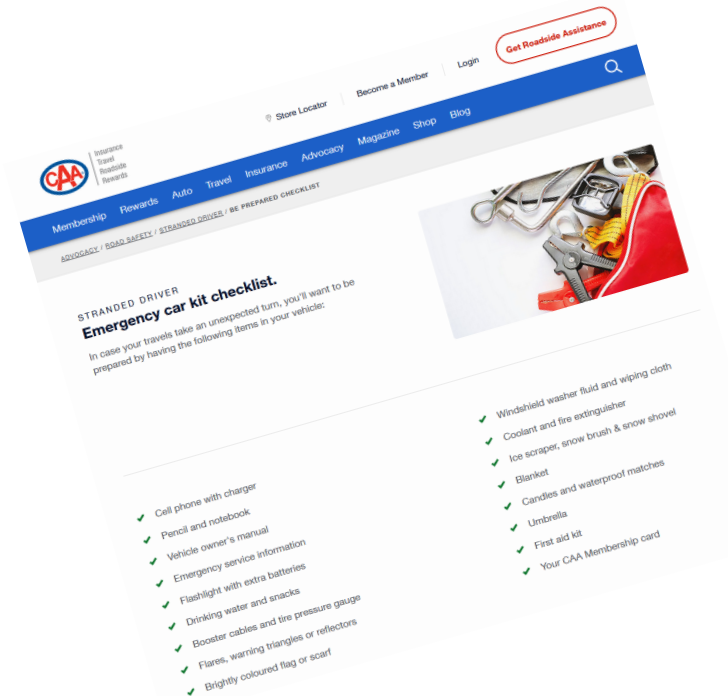 Store Locator
Become a Member
Login
Get Roadside Assistance
CAA
Insurance
Travel
Roadside
Rewards
Membership Rewards Auto Travel Insurance Advocacy Magazine Shop Blog
ADVOCACY / ROAD SAFETY / STRANDED DRIVER / BE PREPARED CHECKLIST
STRANDED DRIVER
Emergency car kit checklist.
In case your travels take an unexpected turn, you'll want to be
prepared by having the following items in your vehicle:
Cell phone with charger
Pencil and notebook
Vehicle owner's manual
Emergency service information
Flashlight with extra batteries
Drinking water and snacks
Booster cables and tire pressure gauge
Flares, warning triangles or reflectors
Brightly coloured flag or scarf
Windshield washer fluid and wiping cloth
Coolant and fire extinguisher
Ice scraper, snow brush & snow shovel
Blanket
Candles and waterproof matches
Umbrella
First aid kit
Your CAA Membership card